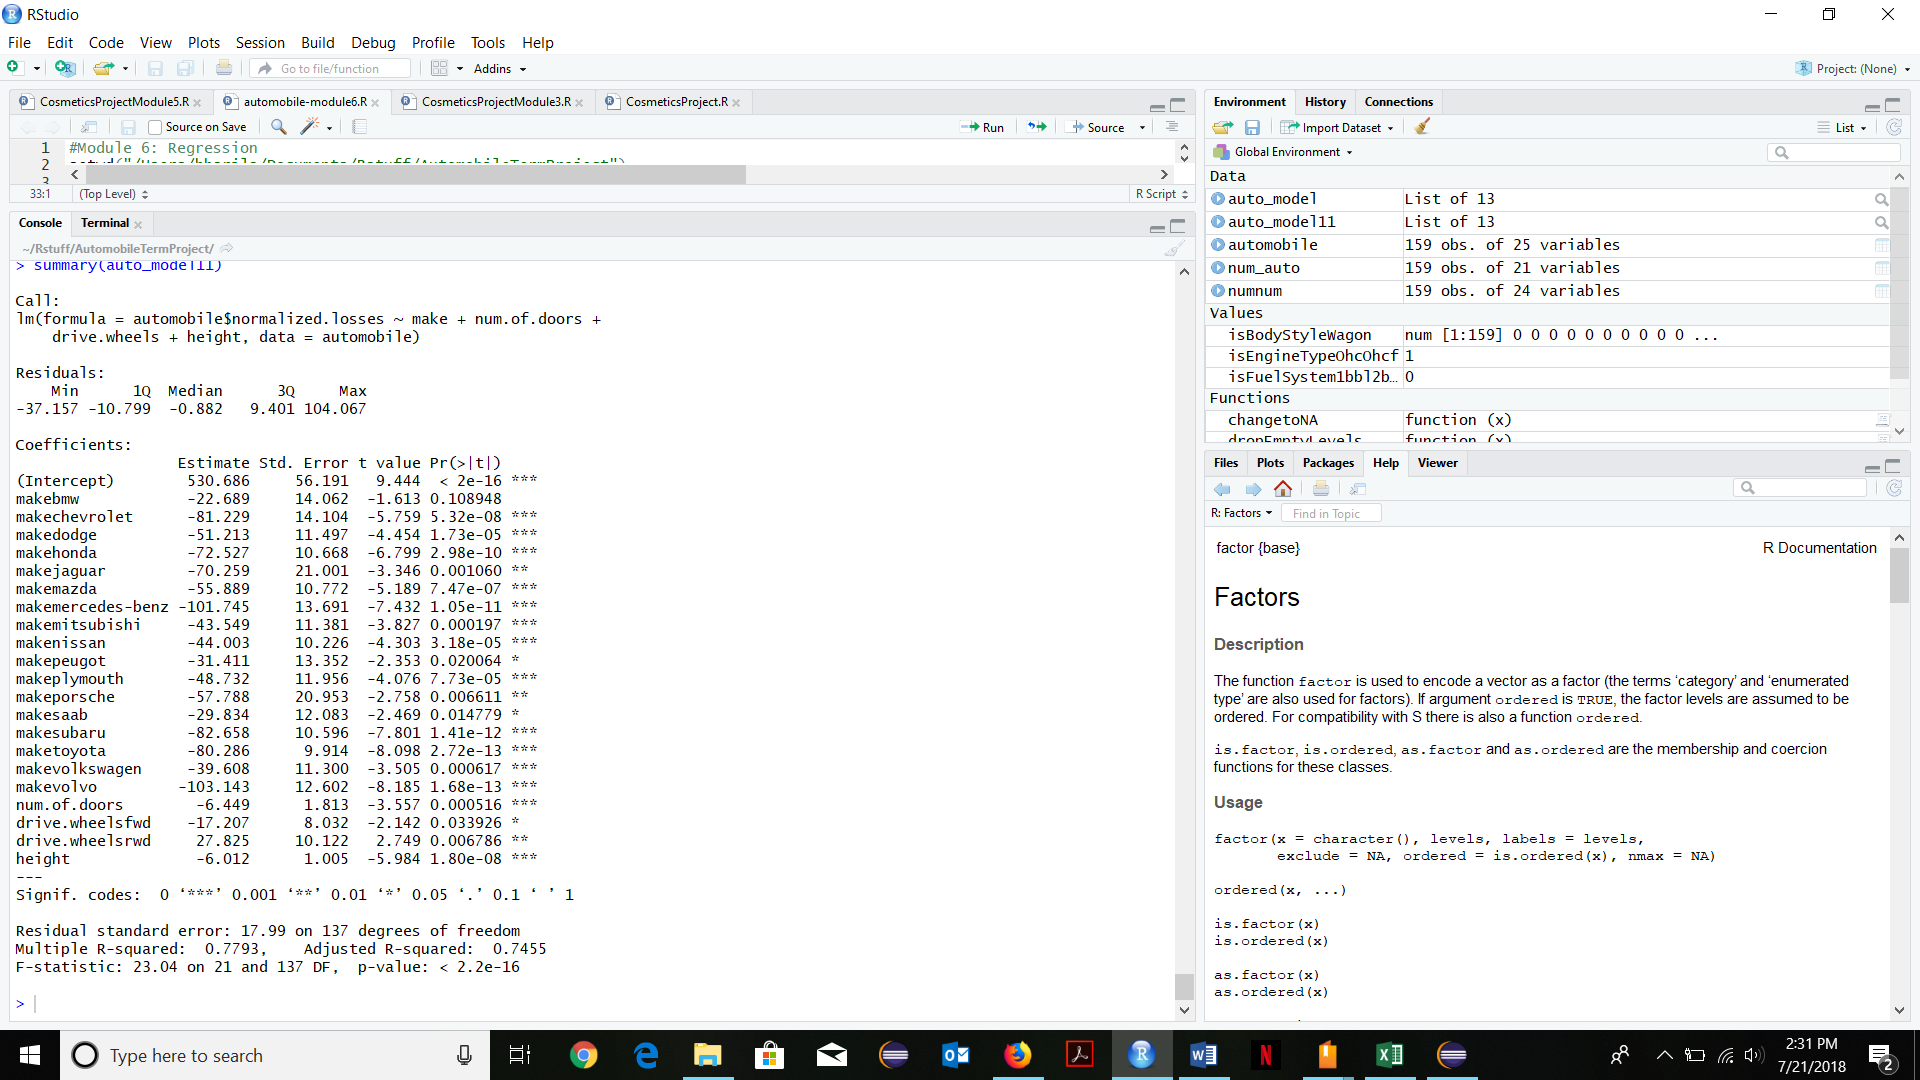 RStudio
File Edit Code View Plots Session Build Debug Profile Tools Help
Go to file/function Addins Project: (None)
CosmeticsProjectModule5.R automobile-module6.R CosmeticsProjectModule3.R CosmeticsProject.R
Source on Save Run Source
1 #Module 6: Regression
2
3
33:1 (Top Level) R Script
Console Terminal
~/Rstuff/AutomobileTermProject/
> summary(auto_model11)
Call:
lm(formula = automobile$normalized.losses ~ make + num.of.doors +
drive.wheels + height, data = automobile)
Residuals:
Min 1Q Median 3Q Max
-37.157 -10.799 -0.882 9.401 104.067
Coefficients:
Estimate Std. Error t value Pr(>|t|)
(Intercept) 530.686 56.191 9.444 < 2e-16 ***
makebmw -22.689 14.062 -1.613 0.108948
makechevrolet -81.229 14.104 -5.759 5.32e-08 ***
makedodge -51.213 11.497 -4.454 1.73e-05 ***
makehonda -72.527 10.668 -6.799 2.98e-10 ***
makejaguar -70.259 21.001 -3.346 0.001060 **
makemazda -55.889 10.772 -5.189 7.47e-07 ***
makemercedes-benz -101.745 13.691 -7.432 1.05e-11 ***
makemitsubishi -43.549 11.381 -3.827 0.000197 ***
makenissan -44.003 10.226 -4.303 3.18e-05 ***
makepeugot -31.411 13.352 -2.353 0.020064 *
makeplymouth -48.732 11.956 -4.076 7.73e-05 ***
makeporsche -57.788 20.953 -2.758 0.006611 **
makesaab -29.834 12.083 -2.469 0.014779 *
makesubaru -82.658 10.596 -7.801 1.41e-12 ***
maketoyota -80.286 9.914 -8.098 2.72e-13 ***
makevolkswagen -39.608 11.300 -3.505 0.000617 ***
makevolvo -103.143 12.602 -8.185 1.68e-13 ***
num.of.doors -6.449 1.813 -3.557 0.000516 ***
drive.wheelsfwd -17.207 8.032 -2.142 0.033926 *
drive.wheelsrwd 27.825 10.122 2.749 0.006786 **
height -6.012 1.005 -5.984 1.80e-08 ***
---
Signif. codes: 0 ‘***’ 0.001 ‘**’ 0.01 ‘*’ 0.05 ‘.’ 0.1 ‘ ’ 1
Residual standard error: 17.99 on 137 degrees of freedom
Multiple R-squared: 0.7793, Adjusted R-squared: 0.7455
F-statistic: 23.04 on 21 and 137 DF, p-value: < 2.2e-16
>
Environment History Connections
Import Dataset List
Global Environment
Data
auto_model List of 13
auto_model11 List of 13
automobile 159 obs. of 25 variables
num_auto 159 obs. of 21 variables
numnum 159 obs. of 24 variables
Values
isBodyStyleWagon num [1:159] 0 0 0 0 0 0 0 0 0 0 ...
isEngineTypeOhcOhcf 1
isFuelSystem1bbl2b… 0
Functions
changetoNA function (x)
dropEmptyLevels function (x)
Files Plots Packages Help Viewer
R: Factors Find in Topic
factor {base} R Documentation
Factors
Description
The function factor is used to encode a vector as a factor (the terms ‘category’ and ‘enumerated
type’ are also used for factors). If argument ordered is TRUE, the factor levels are assumed to be
ordered. For compatibility with S there is also a function ordered.
is.factor, is.ordered, as.factor and as.ordered are the membership and coercion
functions for these classes.
Usage
factor(x = character(), levels, labels = levels,
exclude = NA, ordered = is.ordered(x), nmax = NA)
ordered(x, ...)
is.factor(x)
is.ordered(x)
as.factor(x)
as.ordered(x)
Type here to search
2:31 PM
7/21/2018
2